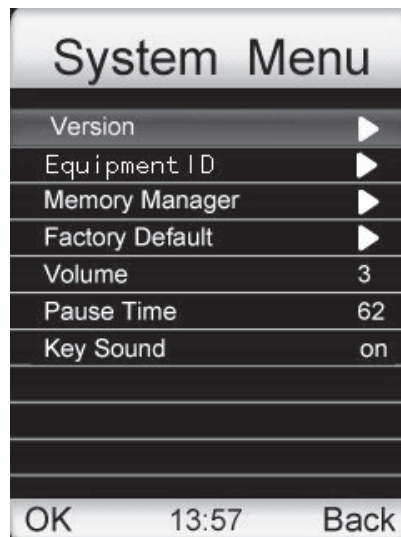 System Menu
Version
Equipment ID
Memory Manager
Factory Default
Volume 3
Pause Time 62
Key Sound on
OK 13:57 Back